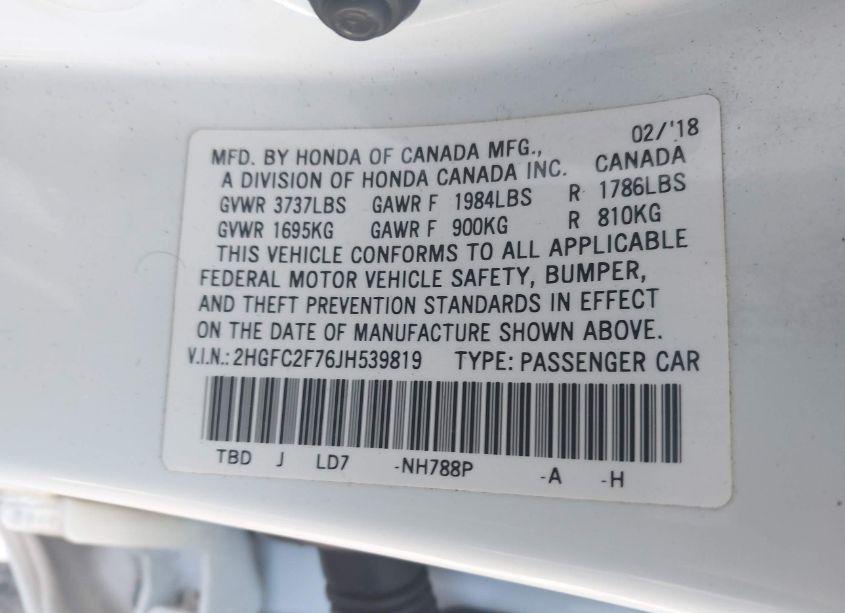 02/'18
MFD. BY HONDA OF CANADA MFG.,
A DIVISION OF HONDA CANADA INC. CANADA
GVWR 3737LBS GAWR F 1984LBS R 1786LBS
GVWR 1695KG GAWR F 900KG R 810KG
THIS VEHICLE CONFORMS TO ALL APPLICABLE
FEDERAL MOTOR VEHICLE SAFETY, BUMPER,
AND THEFT PREVENTION STANDARDS IN EFFECT
ON THE DATE OF MANUFACTURE SHOWN ABOVE.
V.I.N.: 2HGFC2F76JH539819 TYPE: PASSENGER CAR
TBD J LD7 -NH788P -A -H